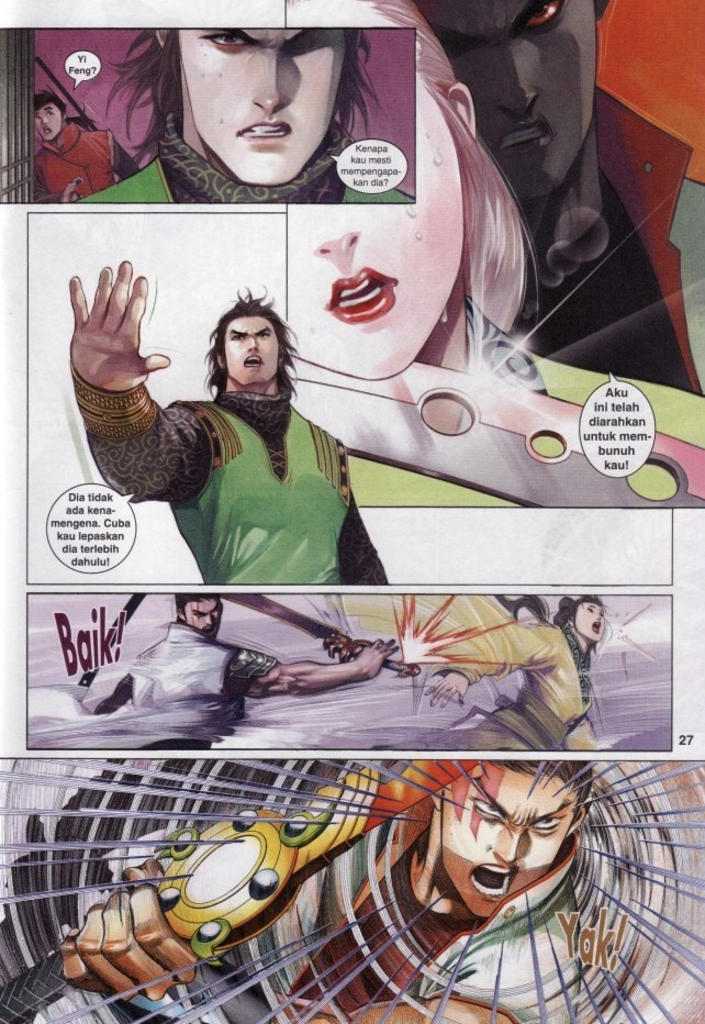 Yi
Feng?
Kenapa
kau mesti
mempengapa-
kan dia?
Aku
ini telah
diarahkan
untuk mem-
bunuh
kau!
Dia tidak
ada kena-
mengena. Cuba
kau lepaskan
dia terlebih
dahulu!
Baik!
27
Yak!